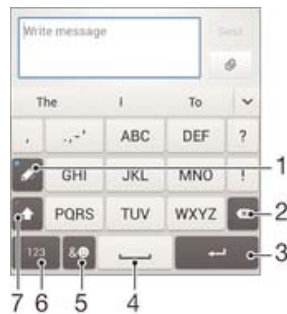 Write message
Send
The I To
, .,-' ABC DEF ?
GHI JKL MNO ! 1
PQRS TUV WXYZ 2
123 &☺ 3
7 6 5 4